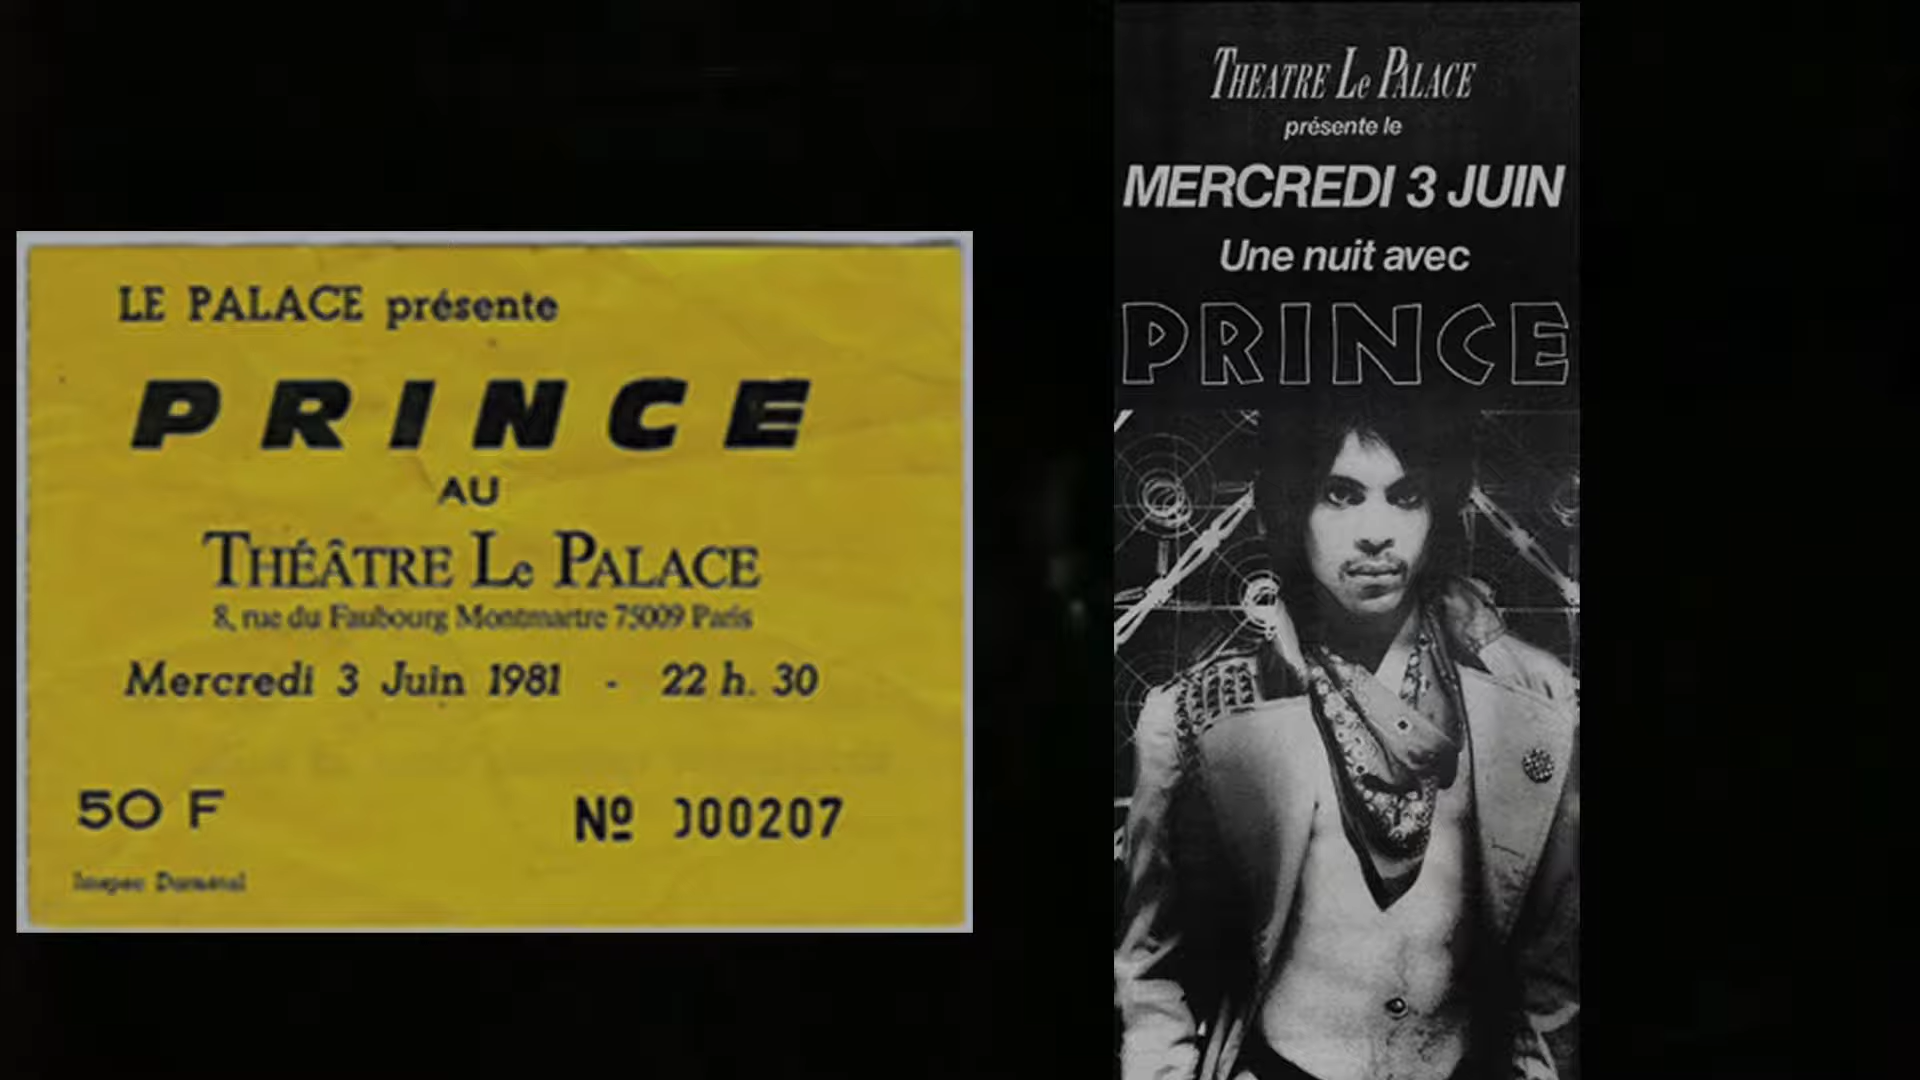 LE PALACE présente
PRINCE
AU
THÉÂTRE Le PALACE
8, rue du Faubourg Montmartre 75009 Paris
Mercredi 3 Juin 1981 - 22 h. 30
50 F
Nº 000207
THEATRE Le PALACE
présente le
MERCREDI 3 JUIN
Une nuit avec
PRINCE